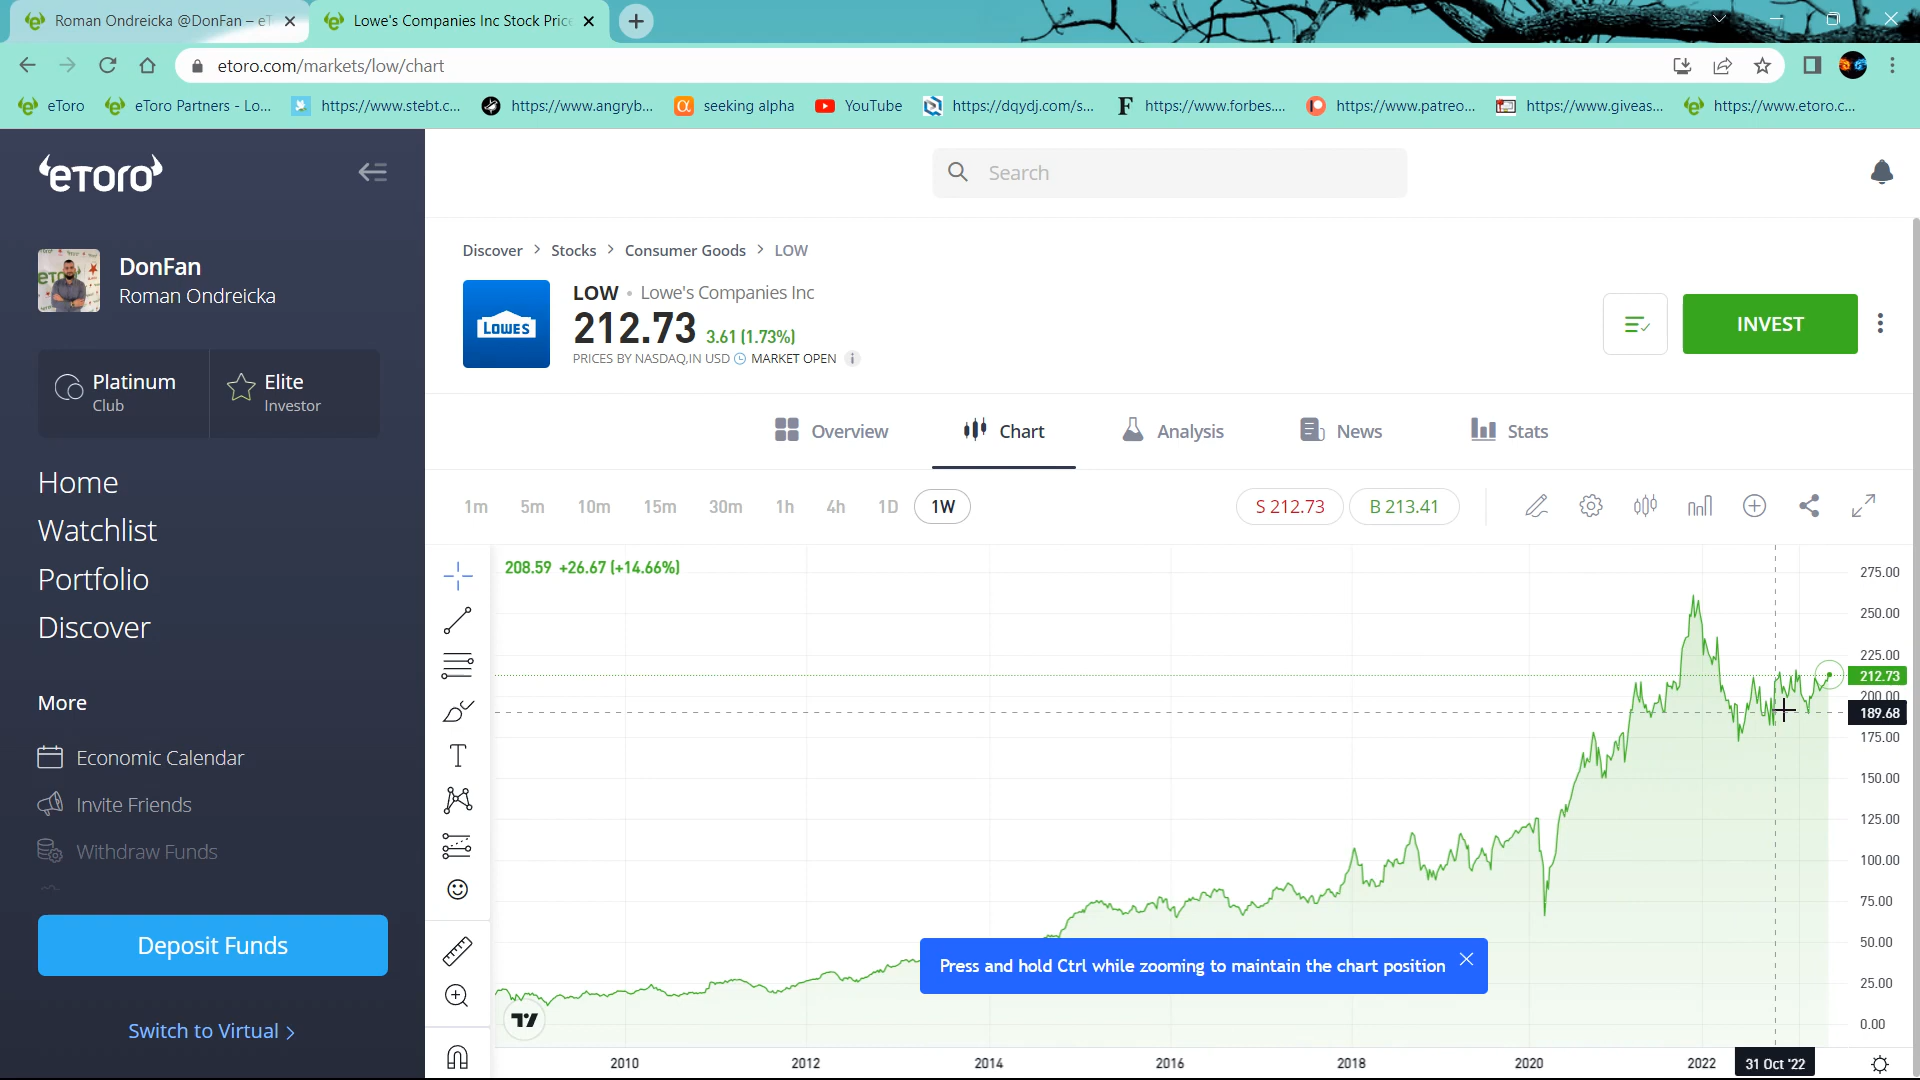 Roman Ondreicka @DonFan – eT
Lowe's Companies Inc Stock Pric
etoro.com/markets/low/chart
eToro
eToro Partners - Lo...
https://www.stebt.c...
https://www.angryb...
seeking alpha
YouTube
https://dqydj.com/s...
https://www.forbes....
https://www.patreo...
https://www.giveas...
https://www.etoro.c...
eToro
Search
DonFan
Roman Ondreicka
Platinum
Club
Elite
Investor
Home
Watchlist
Portfolio
Discover
More
Economic Calendar
Invite Friends
Withdraw Funds
Deposit Funds
Switch to Virtual >
Discover > Stocks > Consumer Goods > LOW
LOWES
LOW • Lowe's Companies Inc
212.73 3.61 (1.73%)
PRICES BY NASDAQ,IN USD MARKET OPEN
INVEST
Overview
Chart
Analysis
News
Stats
1m 5m 10m 15m 30m 1h 4h 1D 1W
S 212.73
B 213.41
208.59 +26.67 (+14.66%)
275.00
250.00
225.00
212.73
200.00
189.68
175.00
150.00
125.00
100.00
75.00
50.00
25.00
0.00
Press and hold Ctrl while zooming to maintain the chart position
2010 2012 2014 2016 2018 2020 2022 31 Oct '22